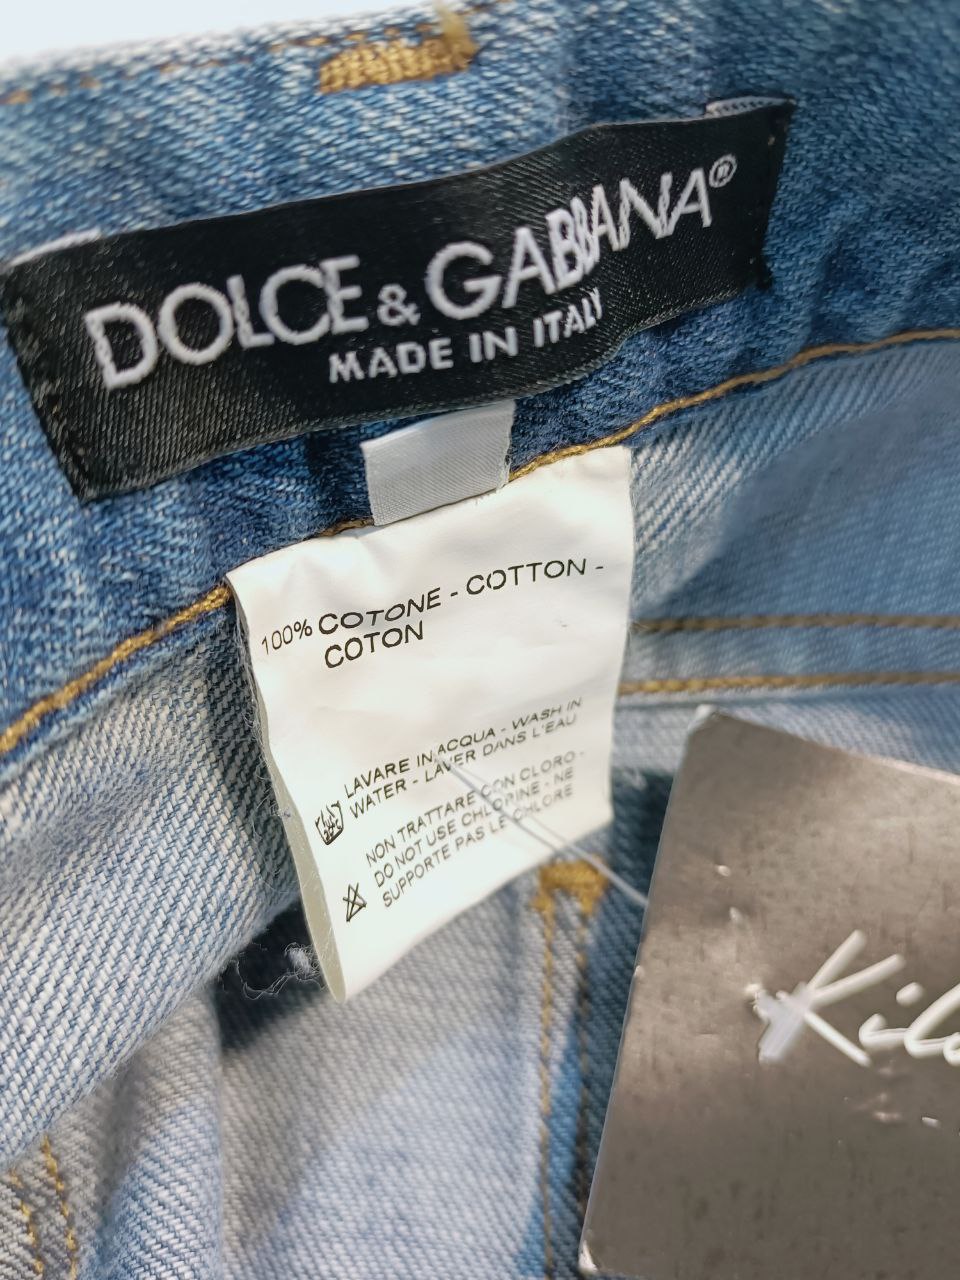 DOLCE & GABBANA®
MADE IN ITALY
100% COTONE - COTTON -
COTON
LAVARE IN ACQUA - WASH IN
WATER - LAVER DANS L'EAU
NON TRATTARE CON CLORO -
DO NOT USE CHLORINE - NE
SUPPORTE PAS LE CHLORE